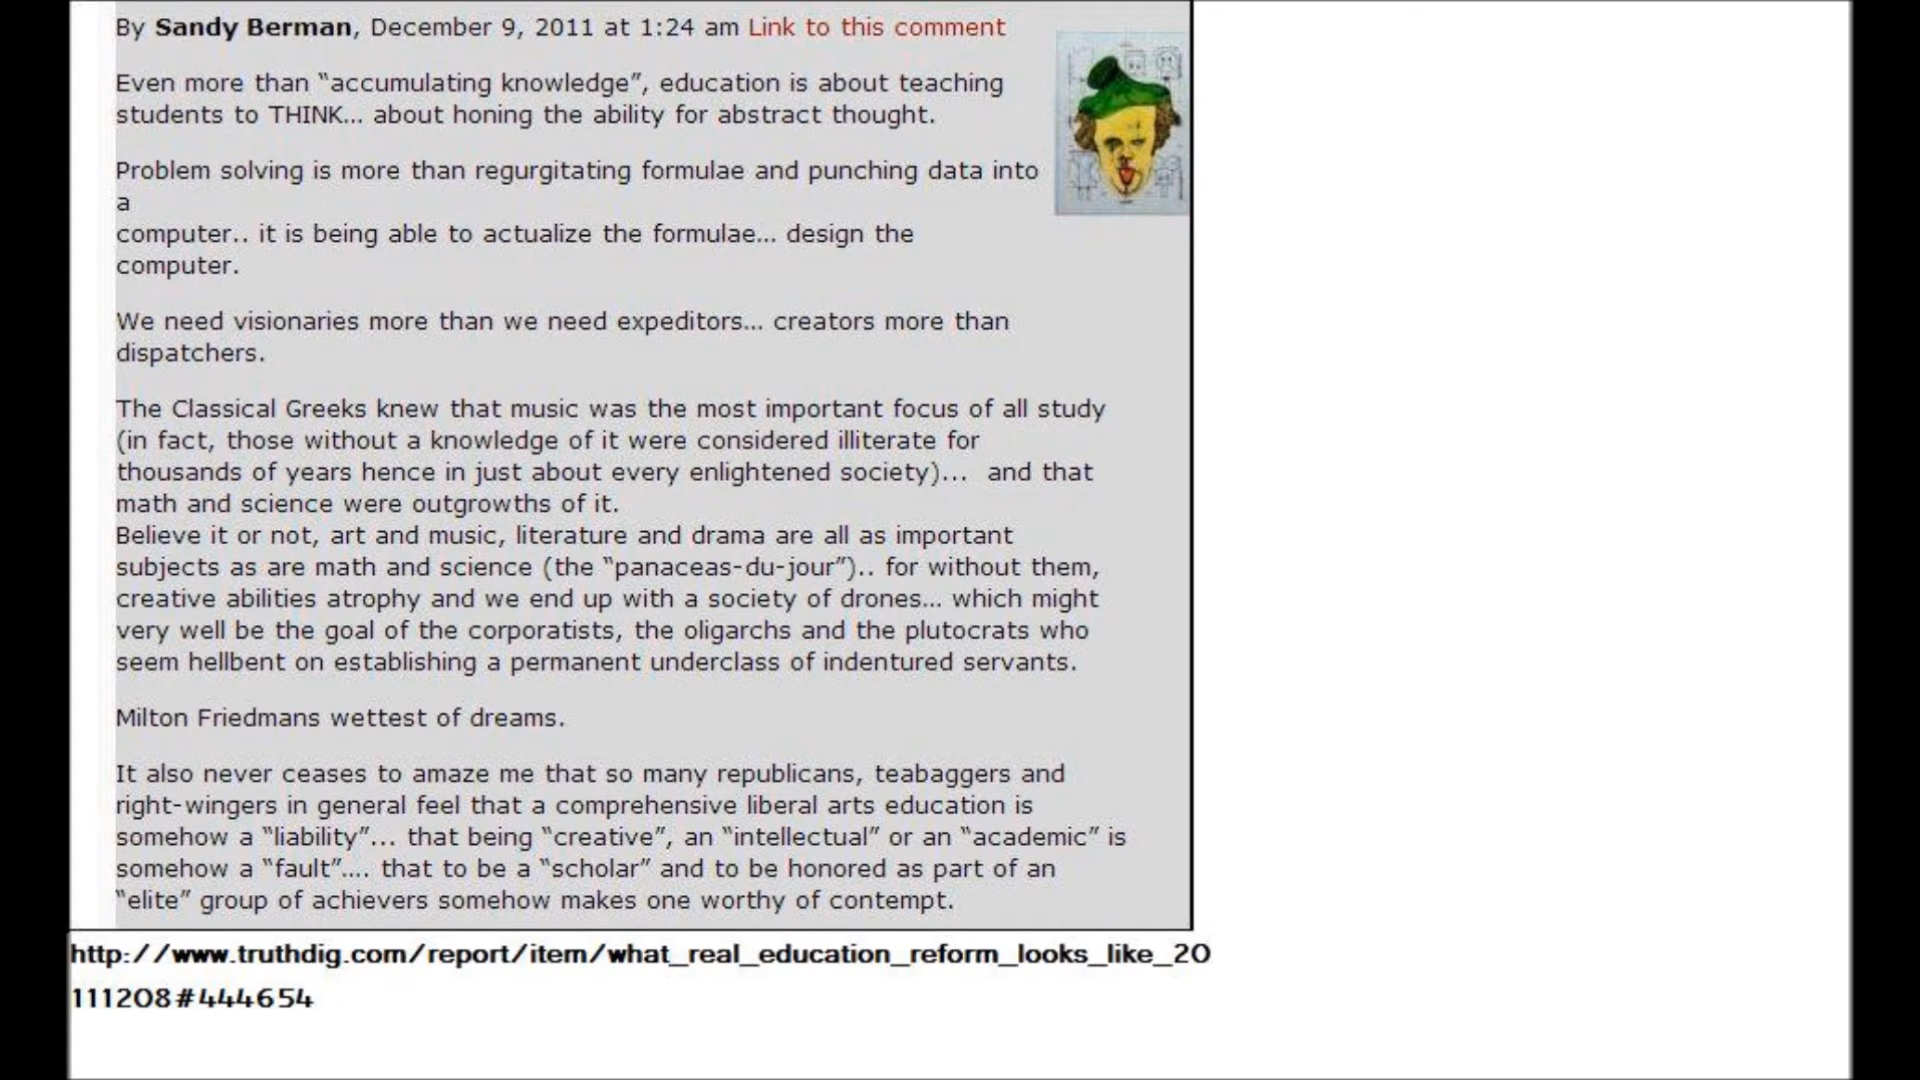 By Sandy Berman, December 9, 2011 at 1:24 am Link to this comment
Even more than “accumulating knowledge”, education is about teaching
students to THINK… about honing the ability for abstract thought.
Problem solving is more than regurgitating formulae and punching data into
a
computer.. it is being able to actualize the formulae… design the
computer.
We need visionaries more than we need expeditors… creators more than
dispatchers.
The Classical Greeks knew that music was the most important focus of all study
(in fact, those without a knowledge of it were considered illiterate for
thousands of years hence in just about every enlightened society)…  and that
math and science were outgrowths of it.
Believe it or not, art and music, literature and drama are all as important
subjects as are math and science (the “panaceas-du-jour”).. for without them,
creative abilities atrophy and we end up with a society of drones… which might
very well be the goal of the corporatists, the oligarchs and the plutocrats who
seem hellbent on establishing a permanent underclass of indentured servants.
Milton Friedmans wettest of dreams.
It also never ceases to amaze me that so many republicans, teabaggers and
right-wingers in general feel that a comprehensive liberal arts education is
somehow a “liability”… that being “creative”, an “intellectual” or an “academic” is
somehow a “fault”…. that to be a “scholar” and to be honored as part of an
“elite” group of achievers somehow makes one worthy of contempt.
http://www.truthdig.com/report/item/what_real_education_reform_looks_like_20
111208#444654